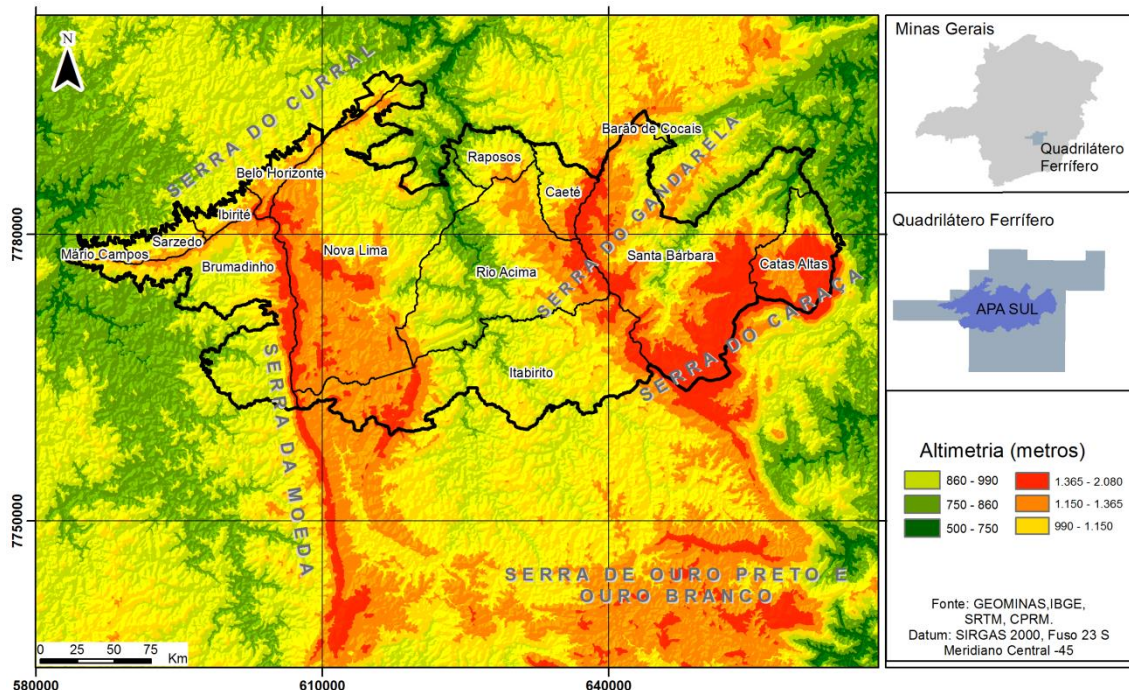 N
SERRA DO CURRAL
Barão de Cocais
Raposos
Belo Horizonte
Caeté
SERRA DO GANDARELA
Ibirité
Sarzedo
Mário Campos
Nova Lima
Santa Bárbara
Brumadinho
Catas Altas
Rio Acima
SERRA DO CARAÇA
Itabirito
SERRA DA MOEDA
SERRA DE OURO PRETO E
OURO BRANCO
0 25 50 75
Km
7780000
7750000
580000
610000
640000
Minas Gerais
Quadrilátero
Ferrífero
Quadrilátero Ferrífero
APA SUL
Altimetria (metros)
860 - 990
1.365 - 2.080
750 - 860
1.150 - 1.365
500 - 750
990 - 1.150
Fonte: GEOMINAS,IBGE,
SRTM, CPRM.
Datum: SIRGAS 2000, Fuso 23 S
Meridiano Central -45